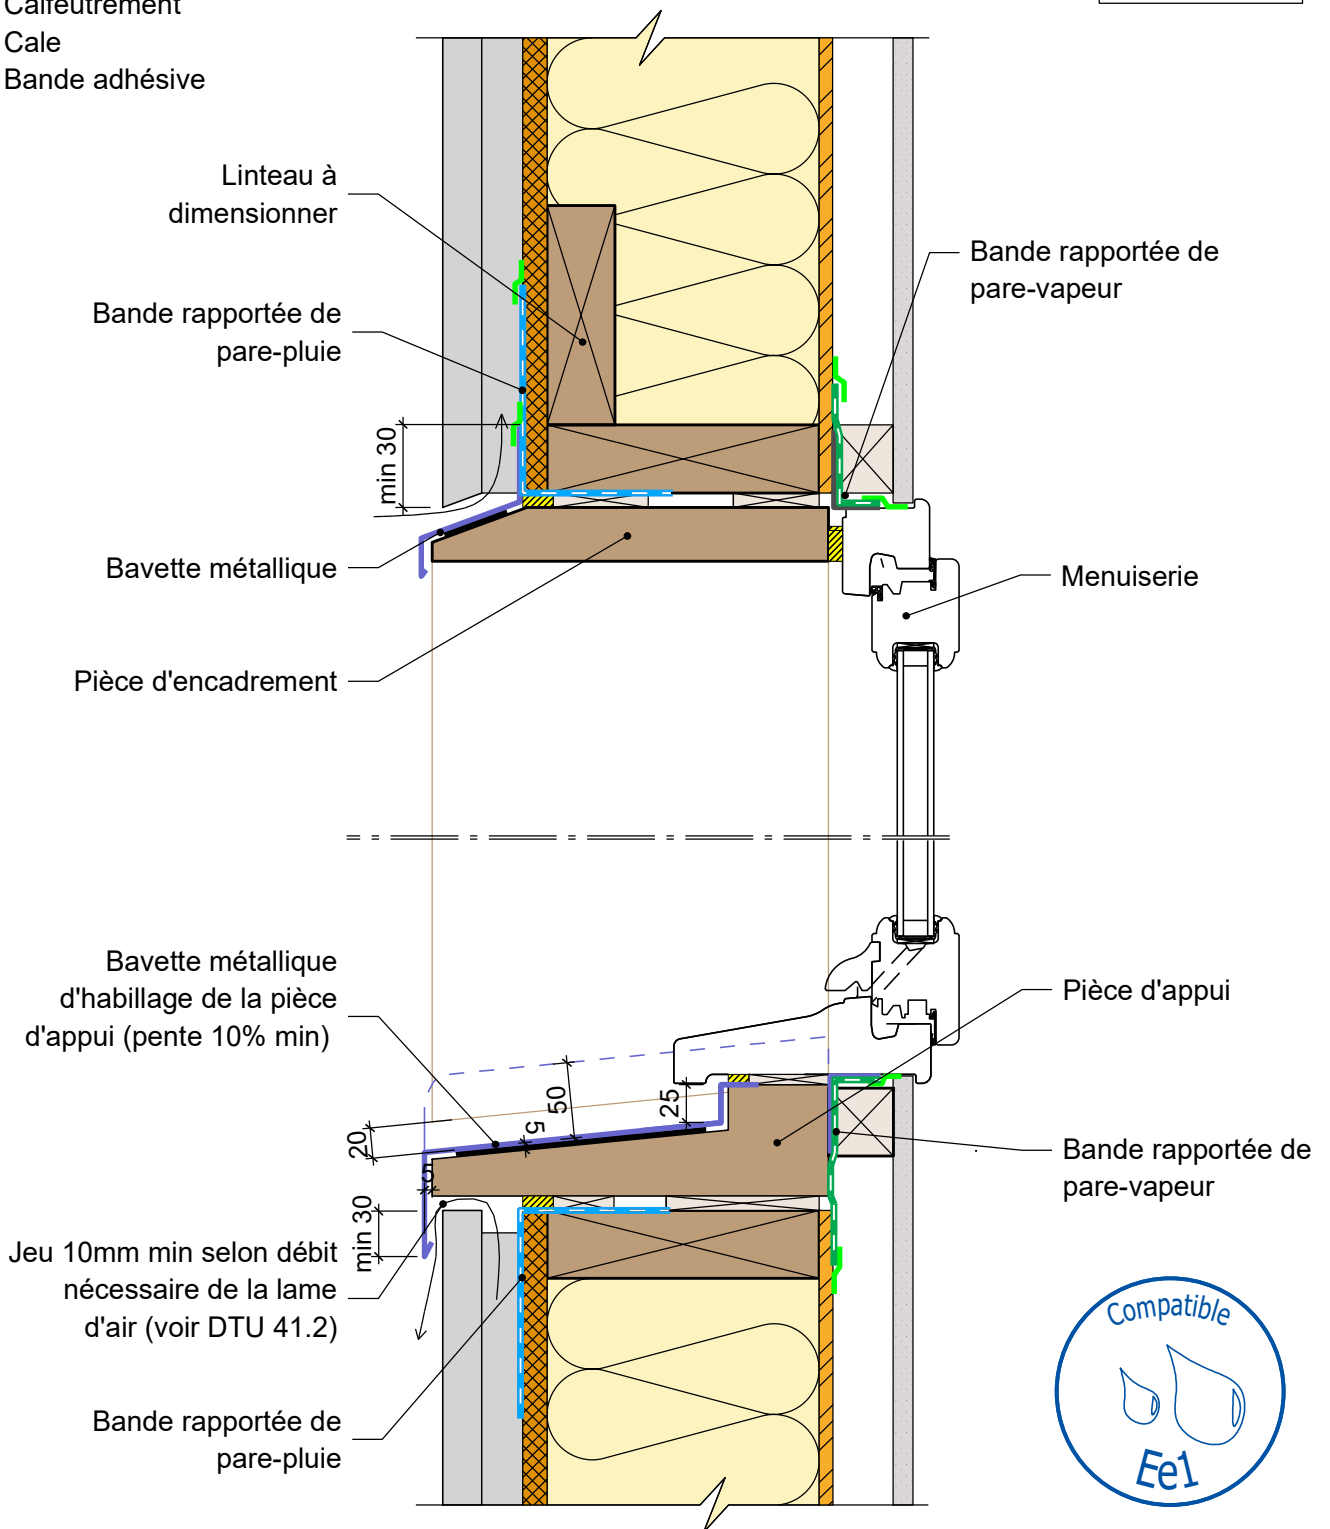 Calfeutrement
Cale
Bande adhésive
Linteau à
dimensionner
Bande rapportée de
pare-vapeur
Bande rapportée de
pare-pluie
min 30
Bavette métallique
Menuiserie
Pièce d'encadrement
Bavette métallique
d'habillage de la pièce
d'appui (pente 10% min)
Pièce d'appui
50
25
5
20
5
Bande rapportée de
pare-vapeur
min 30
Jeu 10mm min selon débit
nécessaire de la lame
d'air (voir DTU 41.2)
Bande rapportée de
pare-pluie
Compatible
Ee1